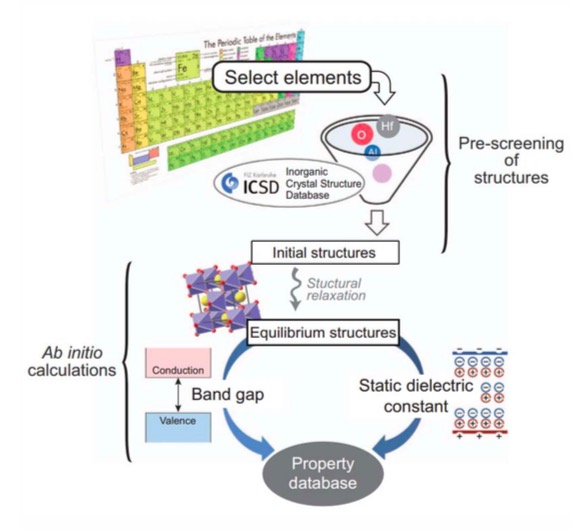 The Periodic Table of the Elements
Fe
Select elements
Hf
O
Al
Pre-screening
of
structures
FIZ Karlsruhe
ICSD
Inorganic
Crystal Structure
Database
Initial structures
Stuctural
relaxation
Equilibrium structures
Ab initio
calculations
Conduction
Band gap
Valence
Static dielectric
constant
Property
database